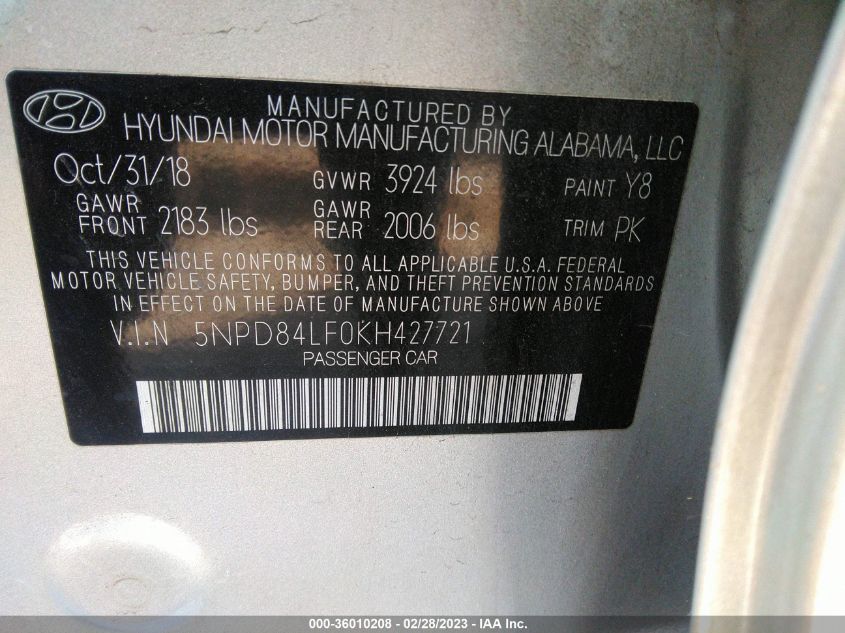 MANUFACTURED BY
HYUNDAI MOTOR MANUFACTURING ALABAMA, LLC
Oct/31/18 GVWR 3924 lbs PAINT Y8
GAWR FRONT 2183 lbs GAWR REAR 2006 lbs TRIM PK
THIS VEHICLE CONFORMS TO ALL APPLICABLE U.S.A. FEDERAL
MOTOR VEHICLE SAFETY, BUMPER, AND THEFT PREVENTION STANDARDS
IN EFFECT ON THE DATE OF MANUFACTURE SHOWN ABOVE
V.I.N 5NPD84LF0KH427721
PASSENGER CAR
000-36010208 - 02/28/2023 - IAA Inc.